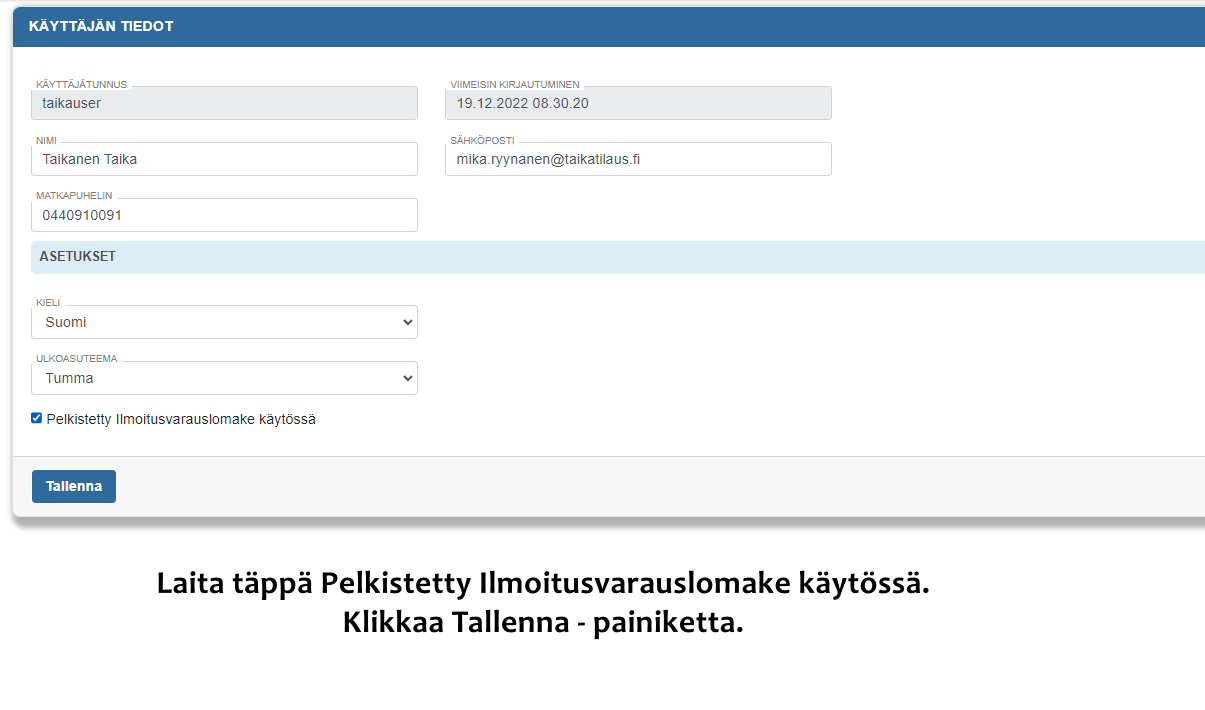 KÄYTTÄJÄN TIEDOT
KÄYTTÄJÄTUNNUS
taikauser
VIIMEISIN KIRJAUTUMINEN
19.12.2022 08.30.20
NIMI
Taikanen Taika
SÄHKÖPOSTI
mika.ryynanen@taikatilaus.fi
MATKAPUHELIN
0440910091
ASETUKSET
KIELI
Suomi
ULKOASUTEEMA
Tumma
Pelkistetty Ilmoitusvarauslomake käytössä
Tallenna
Laita täppä Pelkistetty Ilmoitusvarauslomake käytössä.
Klikkaa Tallenna - painiketta.